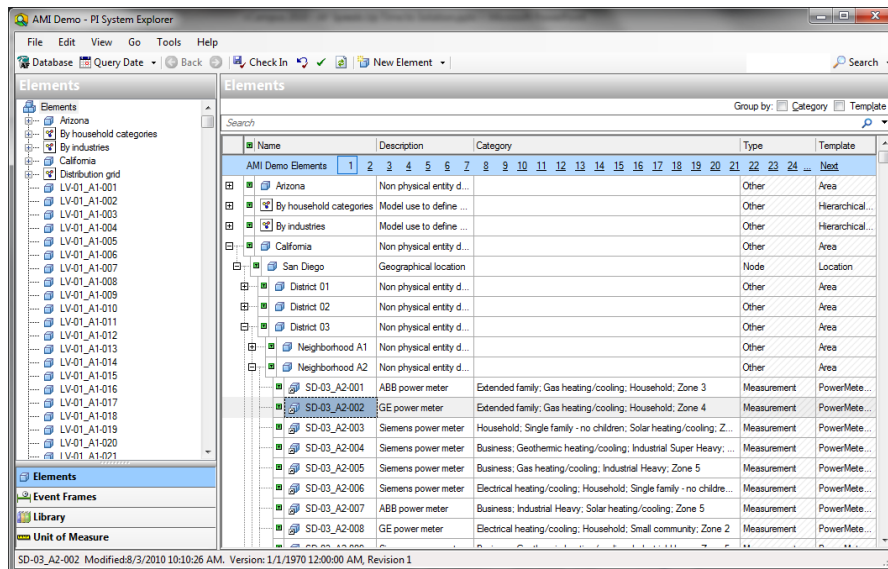 AMI Demo - PI System Explorer
File Edit View Go Tools Help
Database Query Date Back Check In New Element Search
Elements
Elements
Arizona
By household categories
By industries
California
Distribution grid
LV-01_A1-001
LV-01_A1-002
LV-01_A1-003
LV-01_A1-004
LV-01_A1-005
LV-01_A1-006
LV-01_A1-007
LV-01_A1-008
LV-01_A1-009
LV-01_A1-010
LV-01_A1-011
LV-01_A1-012
LV-01_A1-013
LV-01_A1-014
LV-01_A1-015
LV-01_A1-016
LV-01_A1-017
LV-01_A1-018
LV-01_A1-019
LV-01_A1-020
LV-01_A1-021
Elements
Event Frames
Library
Unit of Measure
Elements
Group by: Category Template
Search
Name Description Category Type Template
AMI Demo Elements 1 2 3 4 5 6 7 8 9 10 11 12 13 14 15 16 17 18 19 20 21 22 23 24 ... Next
Arizona Non physical entity d... Other Area
By household categories Model use to define ... Other Hierarchical...
By industries Model use to define ... Other Hierarchical...
California Non physical entity d... Other Area
San Diego Geographical location Node Location
District 01 Non physical entity d... Other Area
District 02 Non physical entity d... Other Area
District 03 Non physical entity d... Other Area
Neighborhood A1 Non physical entity d... Other Area
Neighborhood A2 Non physical entity d... Other Area
SD-03_A2-001 ABB power meter Extended family; Gas heating/cooling; Household; Zone 3 Measurement PowerMete...
SD-03_A2-002 GE power meter Extended family; Gas heating/cooling; Household; Zone 4 Measurement PowerMete...
SD-03_A2-003 Siemens power meter Household; Single family - no children; Solar heating/cooling; Z... Measurement PowerMete...
SD-03_A2-004 Siemens power meter Business; Geothermic heating/cooling; Industrial Super Heavy; ... Measurement PowerMete...
SD-03_A2-005 Siemens power meter Business; Gas heating/cooling; Industrial Heavy; Zone 5 Measurement PowerMete...
SD-03_A2-006 Siemens power meter Electrical heating/cooling; Household; Single family - no childre... Measurement PowerMete...
SD-03_A2-007 ABB power meter Business; Industrial Heavy; Solar heating/cooling; Zone 5 Measurement PowerMete...
SD-03_A2-008 GE power meter Electrical heating/cooling; Household; Small community; Zone 2 Measurement PowerMete...
SD-03_A2-002 Modified:8/3/2010 10:10:26 AM. Version: 1/1/1970 12:00:00 AM, Revision 1